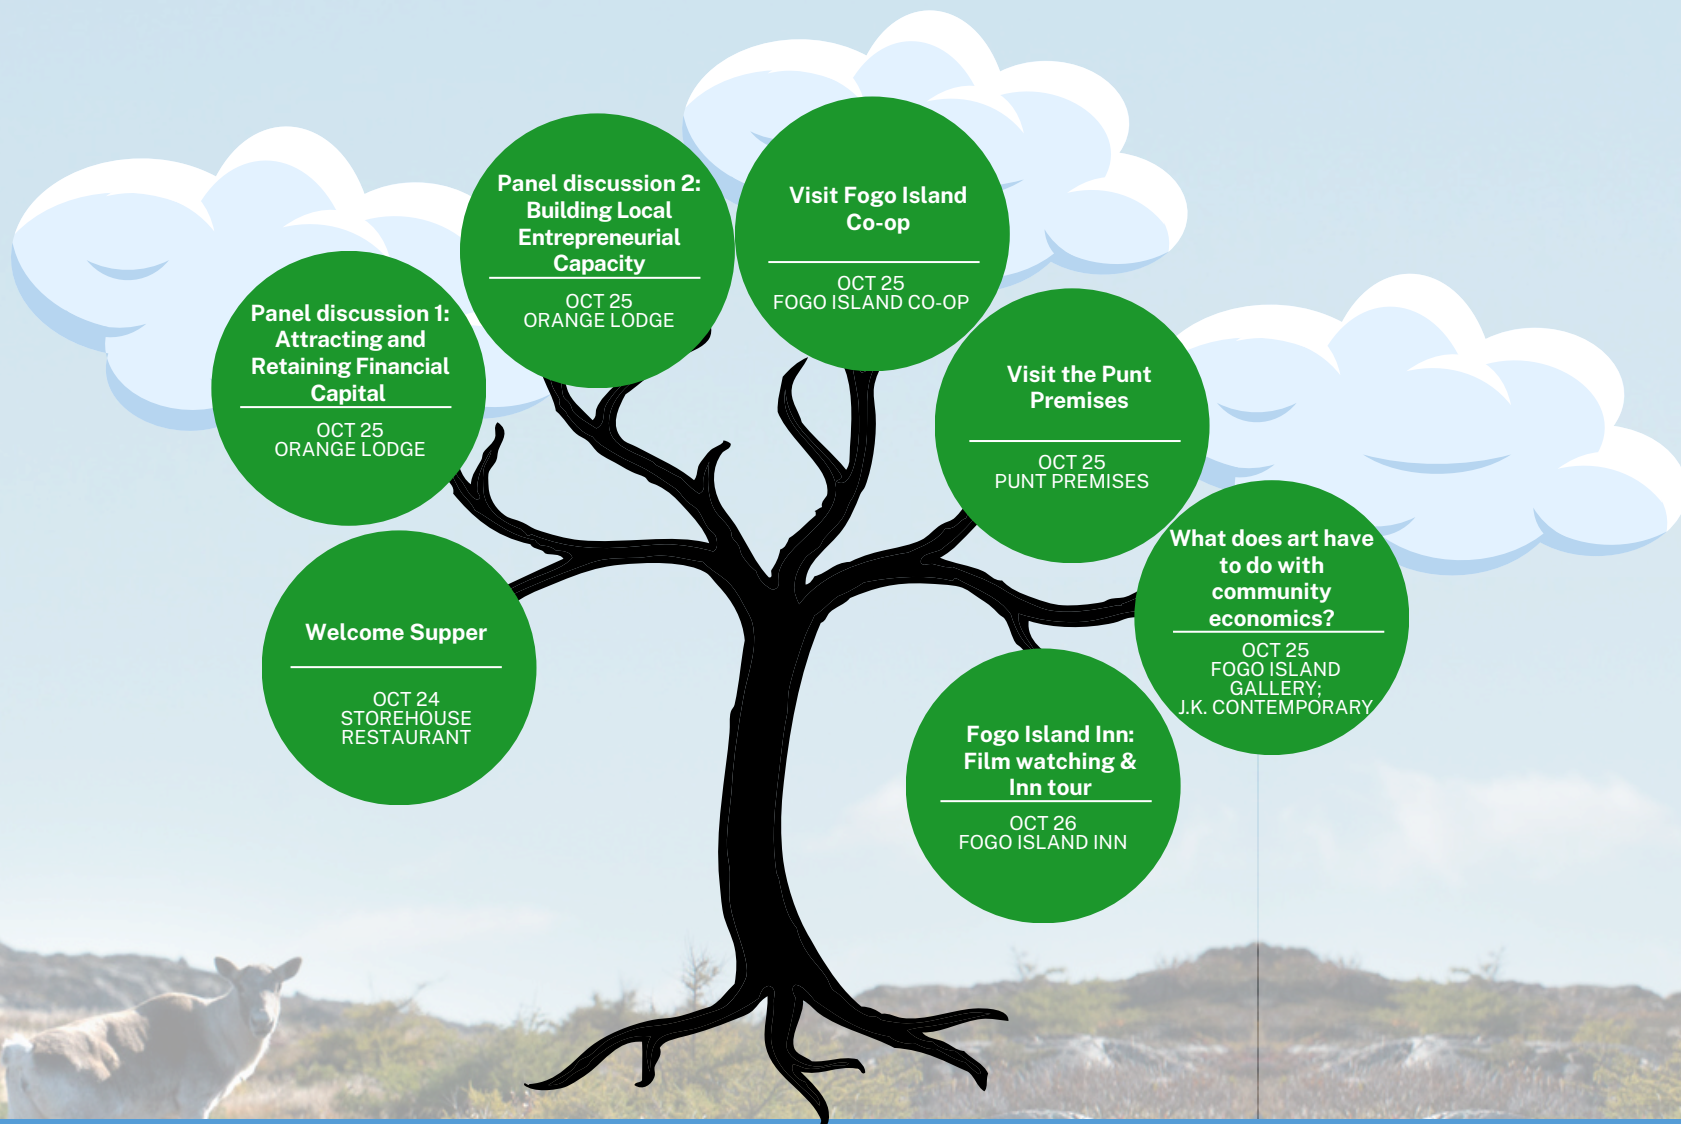 Panel discussion 2:
Building Local
Entrepreneurial
Capacity
OCT 25
ORANGE LODGE
Visit Fogo Island
Co-op
OCT 25
FOGO ISLAND CO-OP
Panel discussion 1:
Attracting and
Retaining Financial
Capital
OCT 25
ORANGE LODGE
Visit the Punt
Premises
OCT 25
PUNT PREMISES
What does art have
to do with
community
economics?
OCT 25
FOGO ISLAND
GALLERY;
J.K. CONTEMPORARY
Welcome Supper
OCT 24
STOREHOUSE
RESTAURANT
Fogo Island Inn:
Film watching &
Inn tour
OCT 26
FOGO ISLAND INN